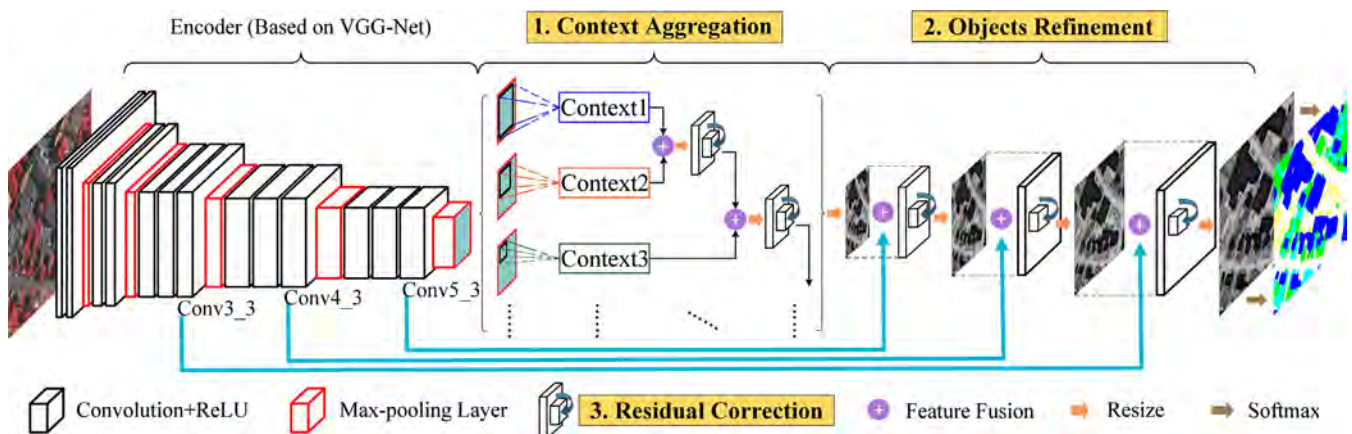 Encoder (Based on VGG-Net)
1. Context Aggregation
2. Objects Refinement
Context1
Context2
Context3
Conv3_3
Conv4_3
Conv5_3
Convolution+ReLU
Max-pooling Layer
3. Residual Correction
Feature Fusion
Resize
Softmax